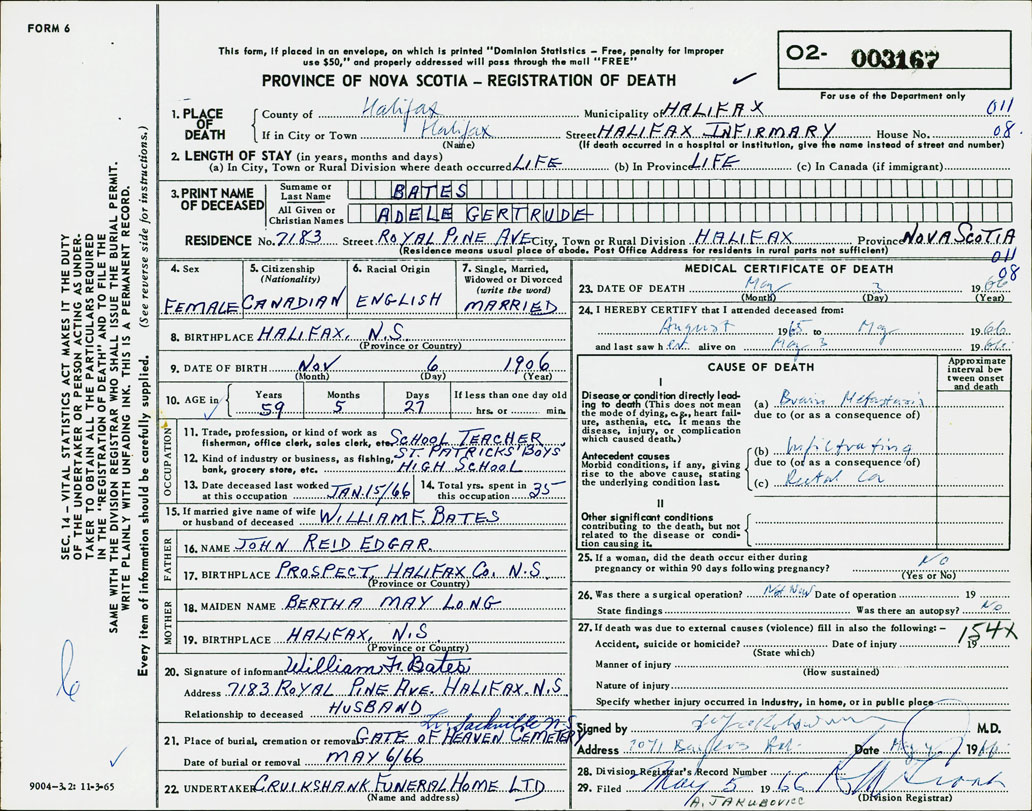 FORM 6
This form, if placed in an envelope, on which is printed "Dominion Statistics – Free, penalty for improper
use $50," and properly addressed will pass through the mail "FREE"
PROVINCE OF NOVA SCOTIA – REGISTRATION OF DEATH
O2- 003167
For use of the Department only
1. PLACE OF DEATH
County of Halifax Municipality of HALIFAX 011
If in City or Town Halifax Street HALIFAX INFIRMARY House No. 08
(Name) (If death occurred in a hospital or institution, give the name instead of street and number)
2. LENGTH OF STAY (in years, months and days)
(a) In City, Town or Rural Division where death occurred LIFE (b) In Province LIFE (c) In Canada (if immigrant)
3. PRINT NAME OF DECEASED
Surname or Last Name BATES
All Given or Christian Names ADELE GERTRUDE
RESIDENCE No. 7183 Street ROYAL PINE AVE City, Town or Rural Division HALIFAX Province NOVA SCOTIA
(Residence means usual place of abode. Post Office Address for residents in rural parts not sufficient)
011
08
4. Sex FEMALE
5. Citizenship (Nationality) CANADIAN
6. Racial Origin ENGLISH
7. Single, Married, Widowed or Divorced (write the word) MARRIED
8. BIRTHPLACE HALIFAX, N.S.
(Province or Country)
9. DATE OF BIRTH Nov 6 1906
(Month) (Day) (Year)
10. AGE in Years Months Days If less than one day old
59 5 27 hrs. or min.
OCCUPATION
11. Trade, profession, or kind of work as
fisherman, office clerk, sales clerk, etc. SCHOOL TEACHER
12. Kind of industry or business, as fishing, ST. PATRICKS BOYS
bank, grocery store, etc. HIGH SCHOOL
13. Date deceased last worked at this occupation JAN. 15/66
14. Total yrs. spent in this occupation 35
15. If married give name of wife
or husband of deceased WILLIAM F. BATES
FATHER
16. NAME JOHN REID EDGAR.
17. BIRTHPLACE PROSPECT, HALIFAX Co. N.S.
(Province or Country)
MOTHER
18. MAIDEN NAME BERTHA MAY LONG
19. BIRTHPLACE HALIFAX, N.S.
(Province or Country)
20. Signature of informant William F. Bates
Address 7183 ROYAL PINE AVE. HALIFAX. N.S.
Relationship to deceased HUSBAND
Sackville N.S.
21. Place of burial, cremation or removal GATE OF HEAVEN CEMETERY
Date of burial or removal MAY 6/66
22. UNDERTAKER CRUIKSHANK FUNERAL HOME LTD
(Name and address)
MEDICAL CERTIFICATE OF DEATH
23. DATE OF DEATH May 3 1966
(Month) (Day) (Year)
24. I HEREBY CERTIFY that I attended deceased from:
August 1965 to May 1966
and last saw her alive on May 3 1966
CAUSE OF DEATH
Approximate interval between onset and death
I
Disease or condition directly leading to death (This does not mean
the mode of dying, e.g., heart failure, asthenia, etc. It means the
disease, injury, or complication
which caused death.)
(a) Brain Metastasis
due to (or as a consequence of)
Antecedent causes
Morbid conditions, if any, giving
rise to the above cause, stating
the underlying condition last.
(b) Infiltrating
due to (or as a consequence of)
(c) Rectal Ca
II
Other significant conditions
contributing to the death, but not
related to the disease or condition causing it.
25. If a woman, did the death occur either during
pregnancy or within 90 days following pregnancy? No
(Yes or No)
26. Was there a surgical operation? Not Now Date of operation 19
State findings Was there an autopsy? No
27. If death was due to external causes (violence) fill in also the following: – 154X
Accident, suicide or homicide? Date of injury 19
(State which)
Manner of injury
(How sustained)
Nature of injury
Specify whether injury occurred in industry, in home, or in public place
Signed by M.D.
Address 7071 Bayers Rd. Date May 4 1966
28. Division Registrar's Record Number
29. Filed May 5 1966
(Division Registrar)
A. JAKUBOVICC
SEC. 14 – VITAL STATISTICS ACT MAKES IT THE DUTY
OF THE UNDERTAKER OR PERSON ACTING AS UNDER-
TAKER TO OBTAIN ALL THE PARTICULARS REQUIRED
IN THE "REGISTRATION OF DEATH" AND TO FILE THE
SAME WITH THE DIVISION REGISTRAR WHO SHALL ISSUE THE BURIAL PERMIT.
WRITE PLAINLY WITH UNFADING INK. THIS IS A PERMANENT RECORD.
Every item of information should be carefully supplied. (See reverse side for instructions.)
9004-3.2: 11-3-65